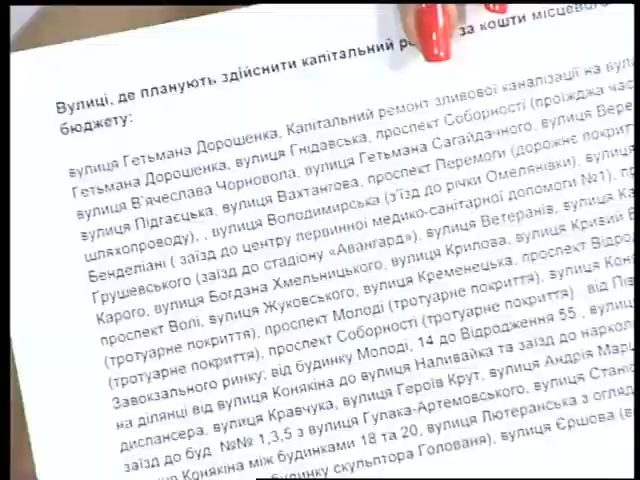 Вулиці, де планують здійснити капітальний за кошти місцевого
бюджету:
вулиця Гетьмана Дорошенка, Капітальний ремонт зливової каналізації на
Гетьмана Дорошенка, вулиця Гнідавська, проспект Соборності (проїжджа
вулиця В'ячеслава Чорновола, вулиця Гетьмана Сагайдачного, вулиця
вулиця Підгаєцька, вулиця Вахтангова, проспект Перемоги (дорожнє
шляхопроводу), , вулиця Володимирська (з'їзд до річки Омелянівки), вулиця
Бенделіані ( заїзд до центру первинної медико-санітарної допомоги №1),
Грушевського (заїзд до стадіону «Авангард»), вулиця Ветеранів, вулиця
Карого, вулиця Богдана Хмельницького, вулиця Крилова, вулиця Кривий
проспект Волі, вулиця Жуковського, вулиця Кременецька, проспект
(тротуарне покриття), проспект Молоді (тротуарне покриття), вулиця
(тротуарне покриття), проспект Соборності (тротуарне покриття) від
Завокзального ринку; від будинку Молоді, 14 до Відродження 55 , вулиця
на ділянці від вулиця Конякіна до вулиця Наливайка та заїзд до
диспансера, вулиця Кравчука, вулиця Героїв Крут, вулиця Андрія
заїзд до буд. №№ 1,3,5 з вулиця Гулака-Артемовського, вулиця
Конякіна між будинками 18 та 20, вулиця Лютеранська з
будинку скульптора Голованя), вулиця Єршова